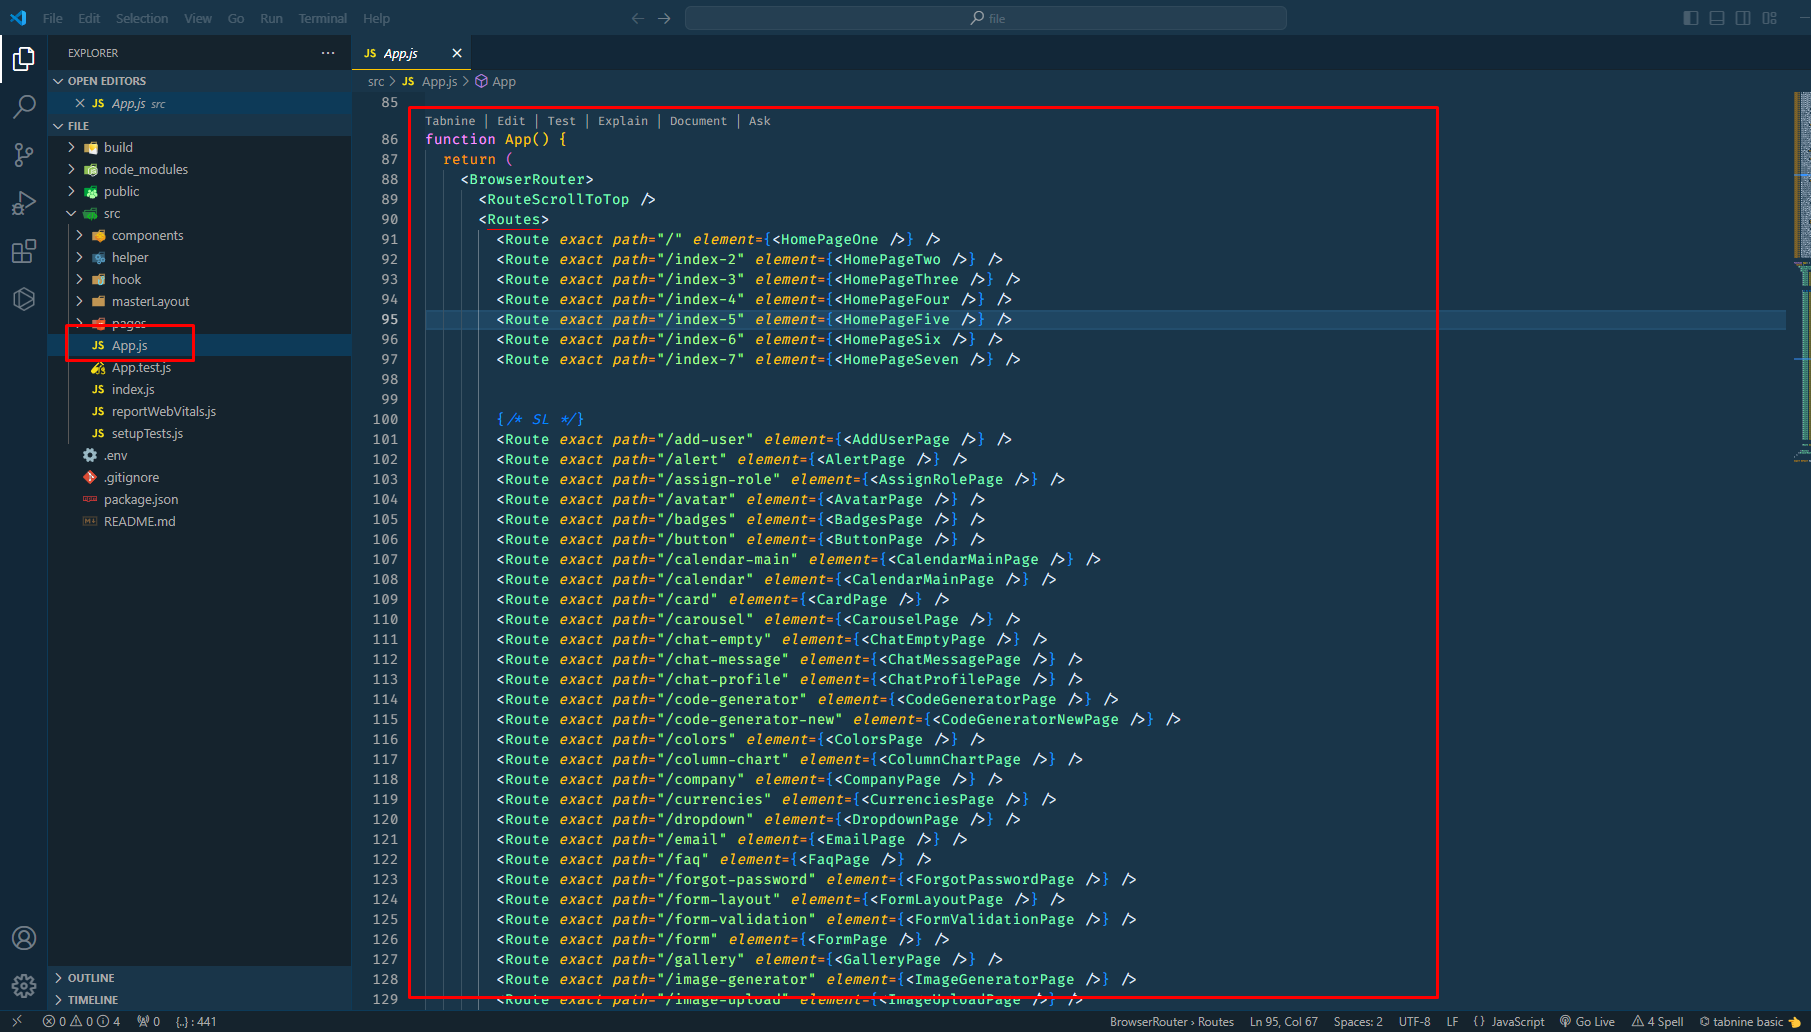 File Edit Selection View Go Run Terminal Help
file
EXPLORER
OPEN EDITORS
JS App.js src
FILE
build
node_modules
public
src
components
helper
hook
masterLayout
pages
JS App.js
App.test.js
JS index.js
JS reportWebVitals.js
JS setupTests.js
.env
.gitignore
package.json
README.md
OUTLINE
TIMELINE
JS App.js
src > JS App.js > App
85
Tabnine | Edit | Test | Explain | Document | Ask
86 function App() {
87 return (
88 <BrowserRouter>
89 <RouteScrollToTop />
90 <Routes>
91 <Route exact path="/" element={<HomePageOne />} />
92 <Route exact path="/index-2" element={<HomePageTwo />} />
93 <Route exact path="/index-3" element={<HomePageThree />} />
94 <Route exact path="/index-4" element={<HomePageFour />} />
95 <Route exact path="/index-5" element={<HomePageFive />} />
96 <Route exact path="/index-6" element={<HomePageSix />} />
97 <Route exact path="/index-7" element={<HomePageSeven />} />
98
99
100 {/* SL */}
101 <Route exact path="/add-user" element={<AddUserPage />} />
102 <Route exact path="/alert" element={<AlertPage />} />
103 <Route exact path="/assign-role" element={<AssignRolePage />} />
104 <Route exact path="/avatar" element={<AvatarPage />} />
105 <Route exact path="/badges" element={<BadgesPage />} />
106 <Route exact path="/button" element={<ButtonPage />} />
107 <Route exact path="/calendar-main" element={<CalendarMainPage />} />
108 <Route exact path="/calendar" element={<CalendarMainPage />} />
109 <Route exact path="/card" element={<CardPage />} />
110 <Route exact path="/carousel" element={<CarouselPage />} />
111 <Route exact path="/chat-empty" element={<ChatEmptyPage />} />
112 <Route exact path="/chat-message" element={<ChatMessagePage />} />
113 <Route exact path="/chat-profile" element={<ChatProfilePage />} />
114 <Route exact path="/code-generator" element={<CodeGeneratorPage />} />
115 <Route exact path="/code-generator-new" element={<CodeGeneratorNewPage />} />
116 <Route exact path="/colors" element={<ColorsPage />} />
117 <Route exact path="/column-chart" element={<ColumnChartPage />} />
118 <Route exact path="/company" element={<CompanyPage />} />
119 <Route exact path="/currencies" element={<CurrenciesPage />} />
120 <Route exact path="/dropdown" element={<DropdownPage />} />
121 <Route exact path="/email" element={<EmailPage />} />
122 <Route exact path="/faq" element={<FaqPage />} />
123 <Route exact path="/forgot-password" element={<ForgotPasswordPage />} />
124 <Route exact path="/form-layout" element={<FormLayoutPage />} />
125 <Route exact path="/form-validation" element={<FormValidationPage />} />
126 <Route exact path="/form" element={<FormPage />} />
127 <Route exact path="/gallery" element={<GalleryPage />} />
128 <Route exact path="/image-generator" element={<ImageGeneratorPage />} />
129 <Route exact path="/image-upload" element={<ImageUploadPage />} />
0 0 4 0 {..} : 441
BrowserRouter › Routes Ln 95, Col 67 Spaces: 2 UTF-8 LF {} JavaScript Go Live 4 Spell tabnine basic